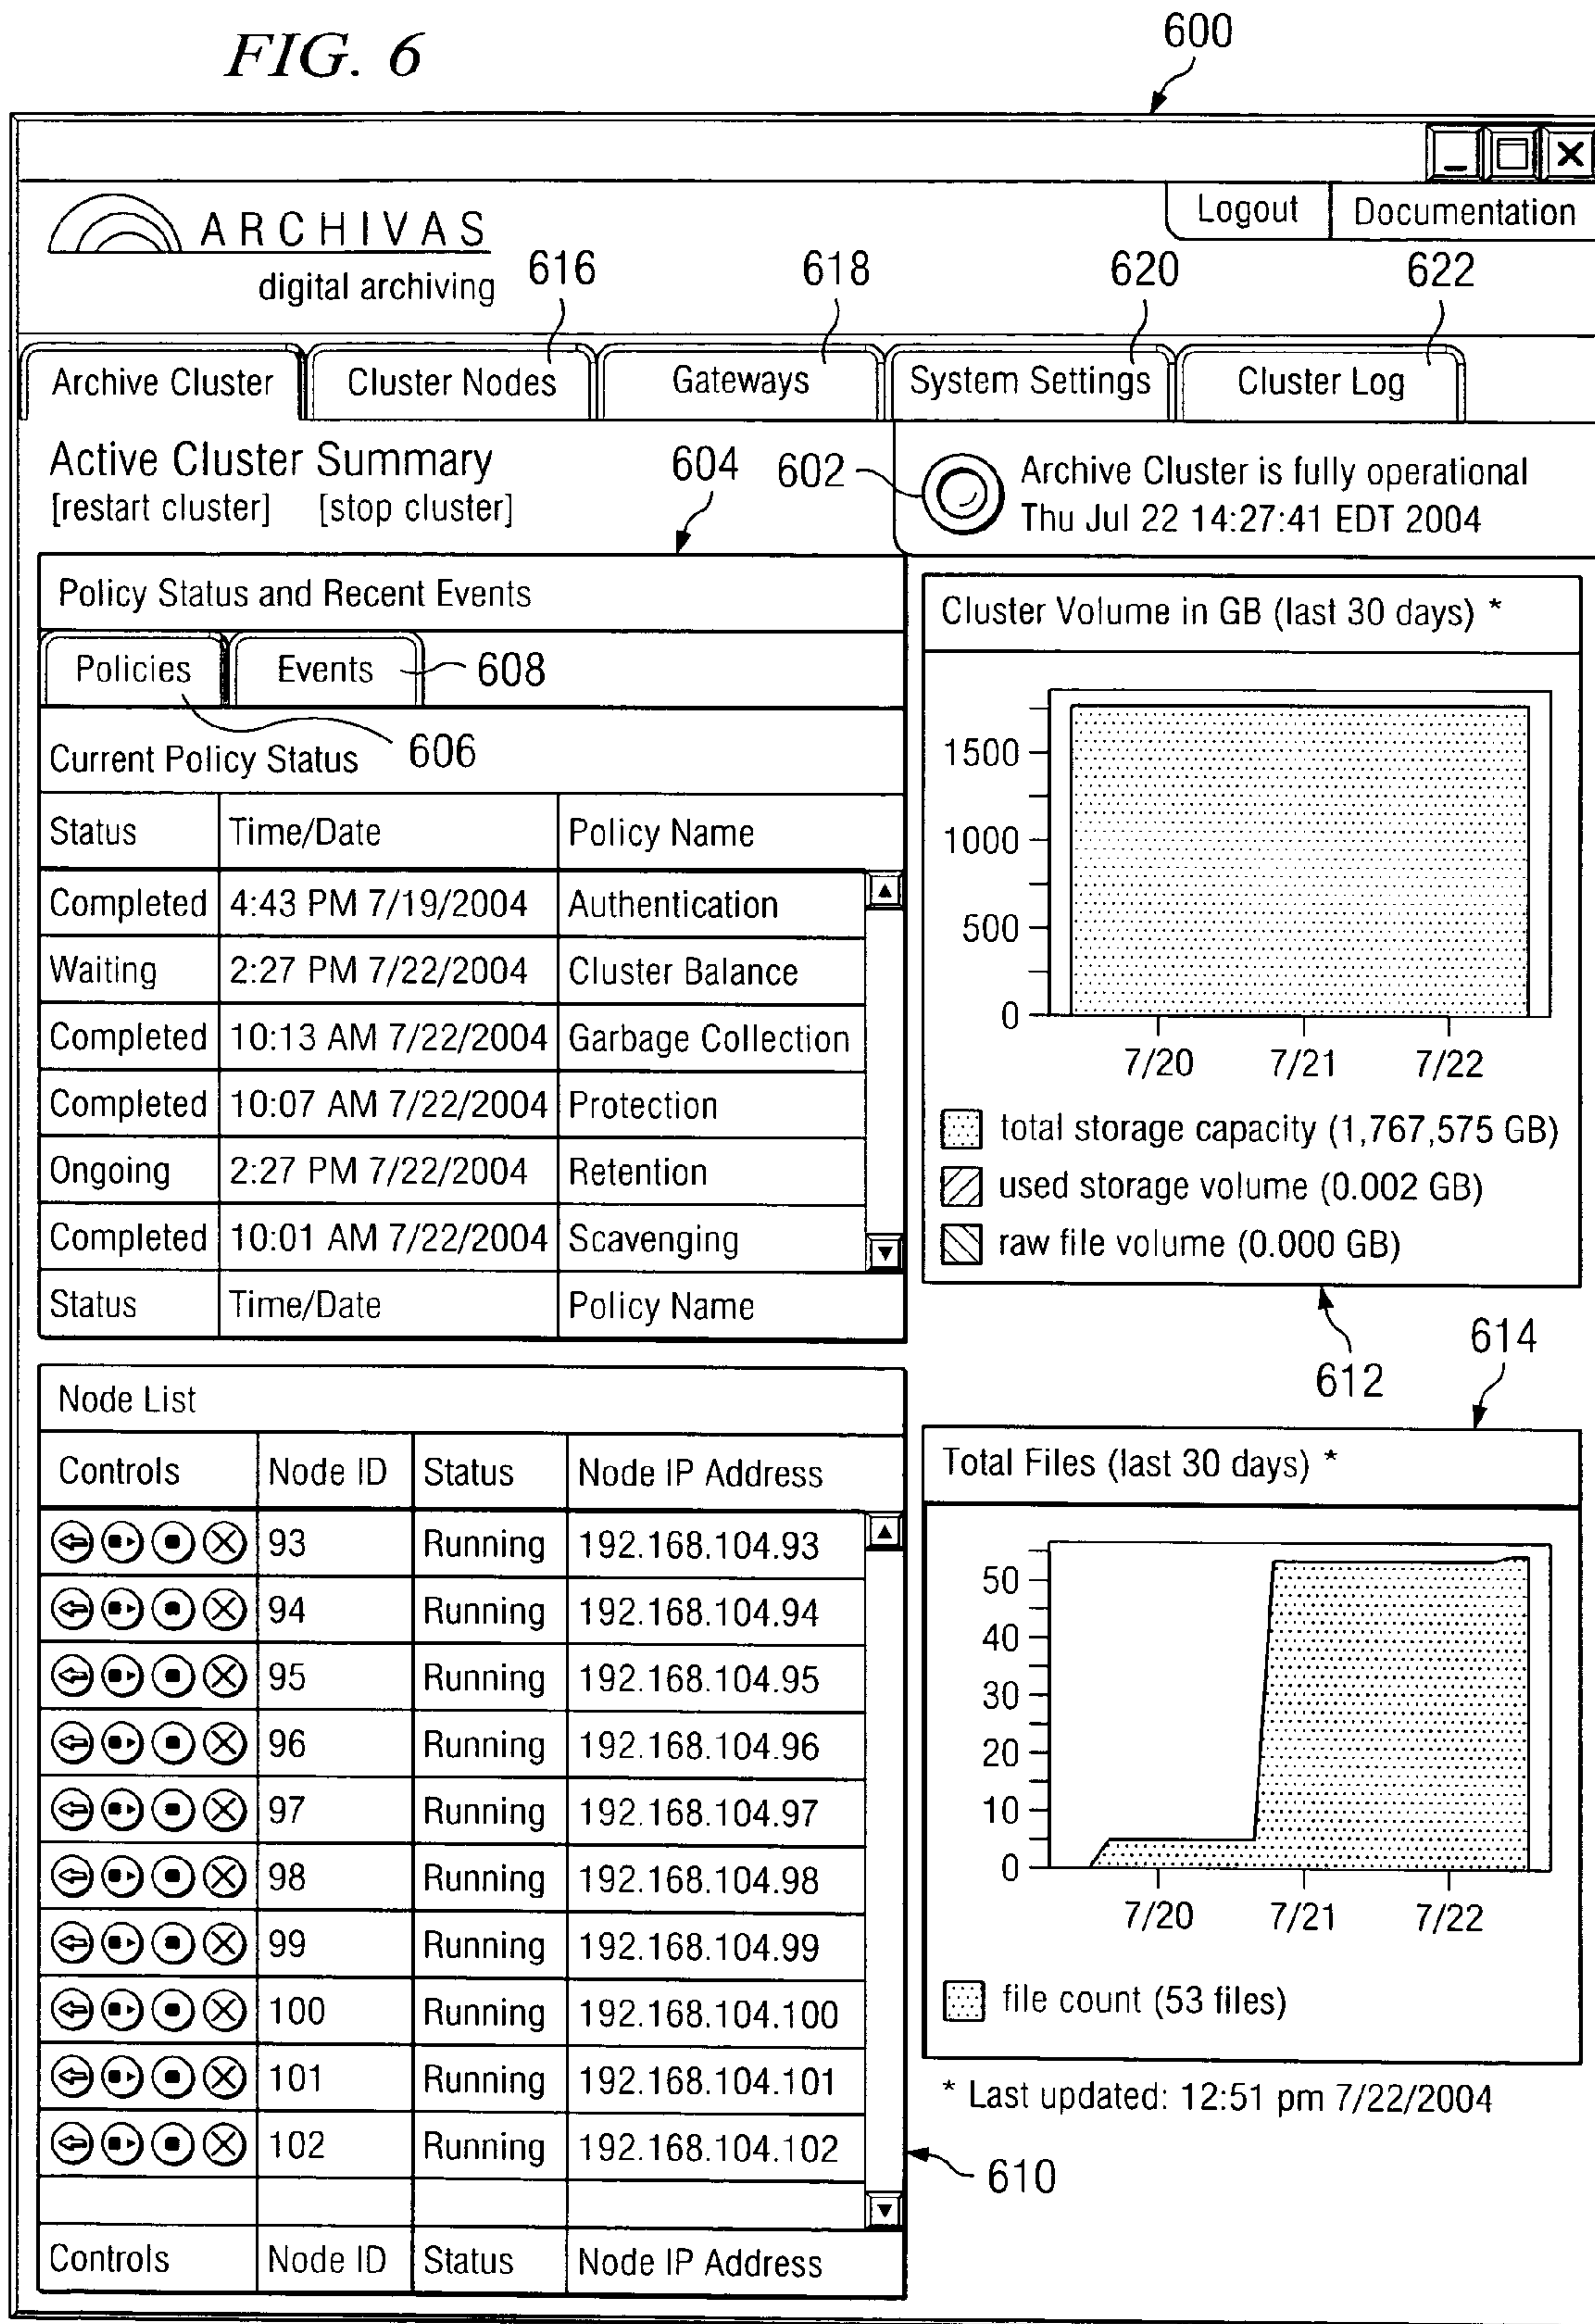 FIG. 6
600
Logout Documentation
ARCHIVAS
digital archiving
616 618 620 622
Archive Cluster Cluster Nodes Gateways System Settings Cluster Log
Active Cluster Summary
[restart cluster] [stop cluster]
604 602
Archive Cluster is fully operational
Thu Jul 22 14:27:41 EDT 2004
Policy Status and Recent Events
Policies Events 608
Current Policy Status 606
Status Time/Date Policy Name
Completed 4:43 PM 7/19/2004 Authentication
Waiting 2:27 PM 7/22/2004 Cluster Balance
Completed 10:13 AM 7/22/2004 Garbage Collection
Completed 10:07 AM 7/22/2004 Protection
Ongoing 2:27 PM 7/22/2004 Retention
Completed 10:01 AM 7/22/2004 Scavenging
Status Time/Date Policy Name
Cluster Volume in GB (last 30 days) *
1500
1000
500
0
7/20 7/21 7/22
total storage capacity (1,767,575 GB)
used storage volume (0.002 GB)
raw file volume (0.000 GB)
612
614
Node List
Controls Node ID Status Node IP Address
93 Running 192.168.104.93
94 Running 192.168.104.94
95 Running 192.168.104.95
96 Running 192.168.104.96
97 Running 192.168.104.97
98 Running 192.168.104.98
99 Running 192.168.104.99
100 Running 192.168.104.100
101 Running 192.168.104.101
102 Running 192.168.104.102
Controls Node ID Status Node IP Address
610
Total Files (last 30 days) *
50
40
30
20
10
0
7/20 7/21 7/22
file count (53 files)
* Last updated: 12:51 pm 7/22/2004